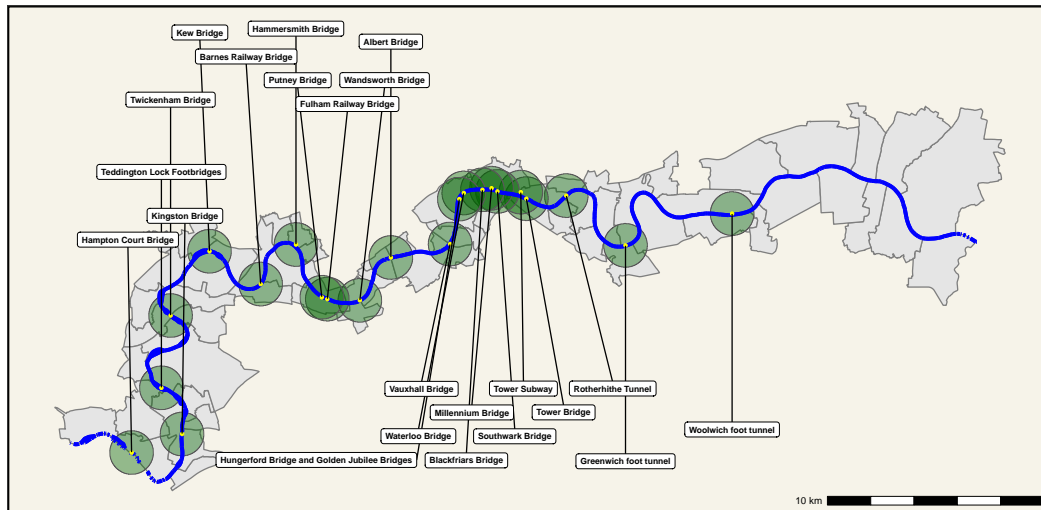 Hammersmith Bridge
Kew Bridge
Albert Bridge
Barnes Railway Bridge
Putney Bridge
Wandsworth Bridge
Twickenham Bridge
Fulham Railway Bridge
Teddington Lock Footbridges
Kingston Bridge
Hampton Court Bridge
Vauxhall Bridge
Tower Subway
Rotherhithe Tunnel
Millennium Bridge
Tower Bridge
Woolwich foot tunnel
Waterloo Bridge
Southwark Bridge
Hungerford Bridge and Golden Jubilee Bridges
Blackfriars Bridge
Greenwich foot tunnel
10 km